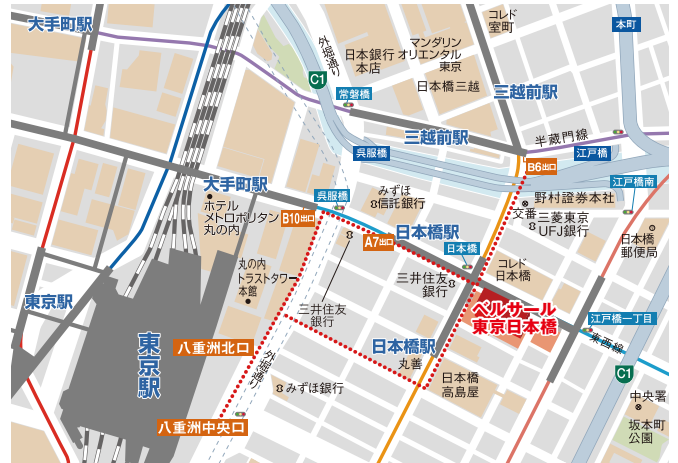 大手町駅
コレド
室町
本町
外堀通り
日本銀行
本店
マンダリン
オリエンタル
東京
C1
日本橋三越
三越前駅
常盤橋
三越前駅
半蔵門線
呉服橋
B6出口
江戸橋
大手町駅
呉服橋
みずほ
信託銀行
野村證券本社
江戸橋南
ホテル
メトロポリタン
丸の内
B10出口
交番
三菱東京
UFJ銀行
A7出口
日本橋駅
日本橋
日本橋
郵便局
丸の内
トラストタワー
本館
三井住友
銀行
コレド
日本橋
東京駅
三井住友
銀行
ベルサール
東京日本橋
江戸橋一丁目
東京駅
八重洲北口
日本橋駅
東西線
外堀通り
丸善
C1
みずほ銀行
日本橋
高島屋
中央署
八重洲中央口
坂本町
公園